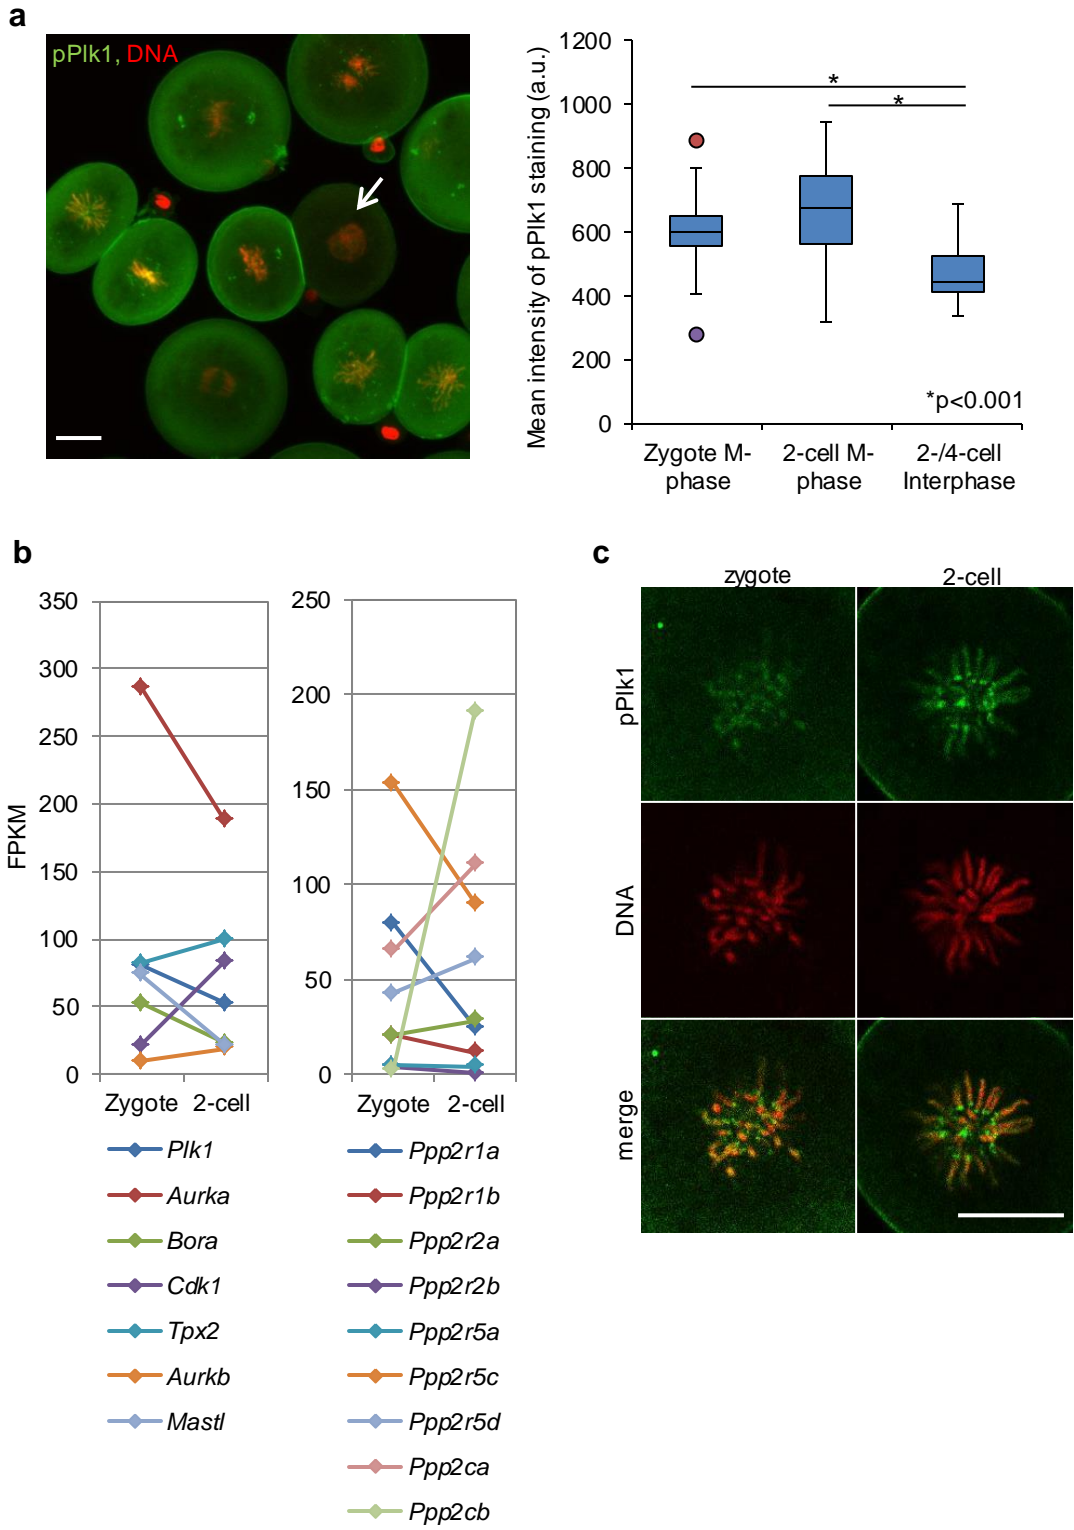 a
pPlk1, DNA
Mean intensity of pPlk1 staining (a.u.)
1200
1000
800
600
400
200
0
*
*
*p<0.001
Zygote M-
phase
2-cell M-
phase
2-/4-cell
Interphase
b
FPKM
350
300
250
200
150
100
50
0
Zygote 2-cell
Plk1
Aurka
Bora
Cdk1
Tpx2
Aurkb
Mastl
250
200
150
100
50
0
Zygote 2-cell
Ppp2r1a
Ppp2r1b
Ppp2r2a
Ppp2r2b
Ppp2r5a
Ppp2r5c
Ppp2r5d
Ppp2ca
Ppp2cb
c
zygote 2-cell
pPlk1
DNA
merge